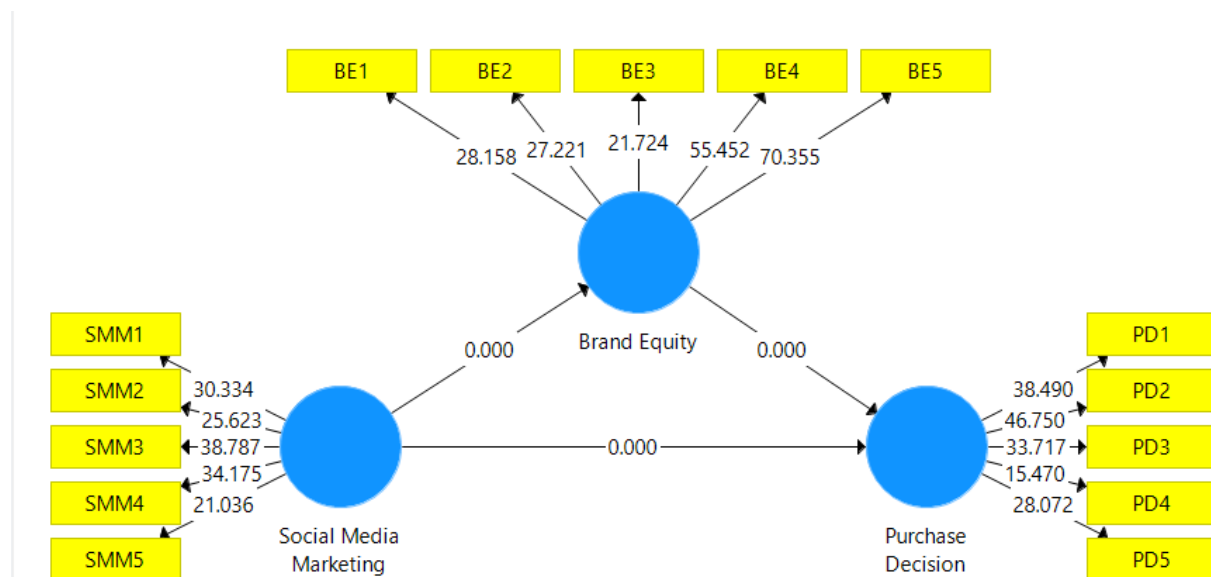 BE1 BE2 BE3 BE4 BE5
28.158 27.221 21.724 55.452 70.355
Brand Equity
0.000 0.000
SMM1
SMM2
SMM3
SMM4
SMM5
30.334
25.623
38.787
34.175
21.036
Social Media
Marketing
0.000
PD1
PD2
PD3
PD4
PD5
38.490
46.750
33.717
15.470
28.072
Purchase
Decision